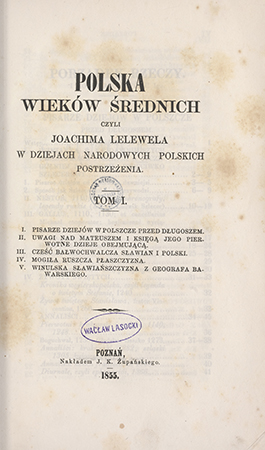 POLSKA
WIEKÓW ŚREDNICH
CZYLI
JOACHIMA LELEWELA
W DZIEJACH NARODOWYCH POLSKICH
POSTRZEŻENIA.
TOM I.
I. PISARZE DZIEJÓW W POLSZCZE PRZED DŁUGOSZEM.
II. UWAGI NAD MATEUSZEM I KSIĘGĄ JEGO PIER-
WOTNE DZIEJE OBEJMUJĄCĄ.
III. CZEŚĆ BAŁWOCHWALCZA SŁAWIAN I POLSKI.
IV. MOGIŁA RUSZCZA PŁASZCZYZNA.
V. WINULSKA SŁAWIAŃSZCZYZNA Z GEOGRAFA BA-
WARSKIEGO.
WACŁAW LASOCKI
POZNAŃ,
Nakładem J. K. Żupańskiego.
1855.